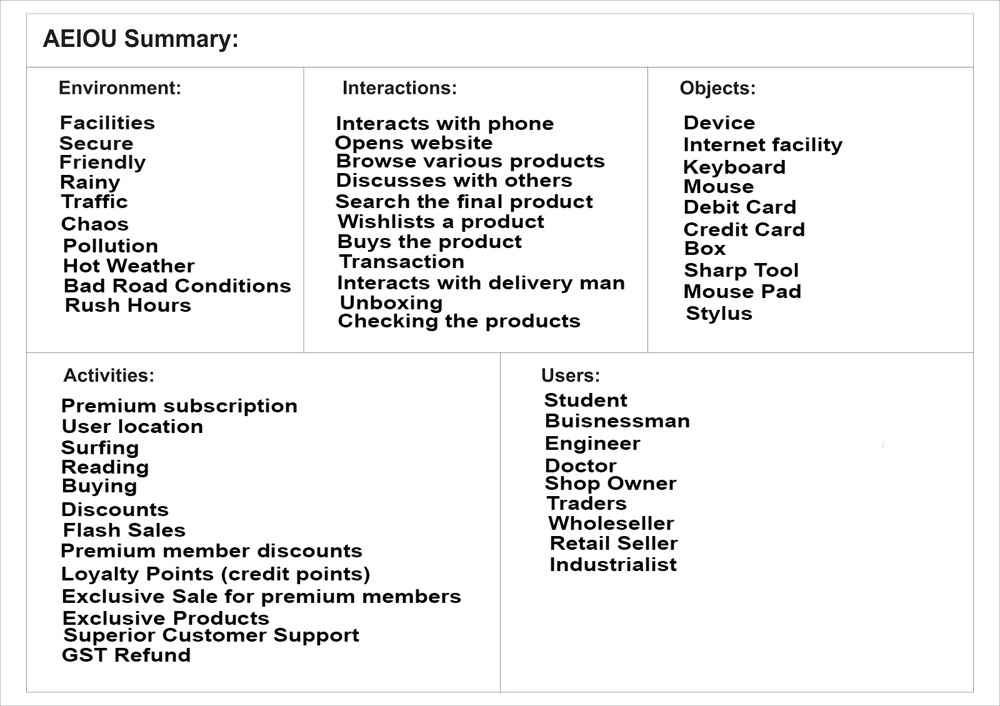 AEIOU Summary:
Environment:
Facilities
Secure
Friendly
Rainy
Traffic
Chaos
Pollution
Hot Weather
Bad Road Conditions
Rush Hours
Interactions:
Interacts with phone
Opens website
Browse various products
Discusses with others
Search the final product
Wishlists a product
Buys the product
Transaction
Interacts with delivery man
Unboxing
Checking the products
Objects:
Device
Internet facility
Keyboard
Mouse
Debit Card
Credit Card
Box
Sharp Tool
Mouse Pad
Stylus
Activities:
Premium subscription
User location
Surfing
Reading
Buying
Discounts
Flash Sales
Premium member discounts
Loyalty Points (credit points)
Exclusive Sale for premium members
Exclusive Products
Superior Customer Support
GST Refund
Users:
Student
Buisnessman
Engineer
Doctor
Shop Owner
Traders
Wholeseller
Retail Seller
Industrialist